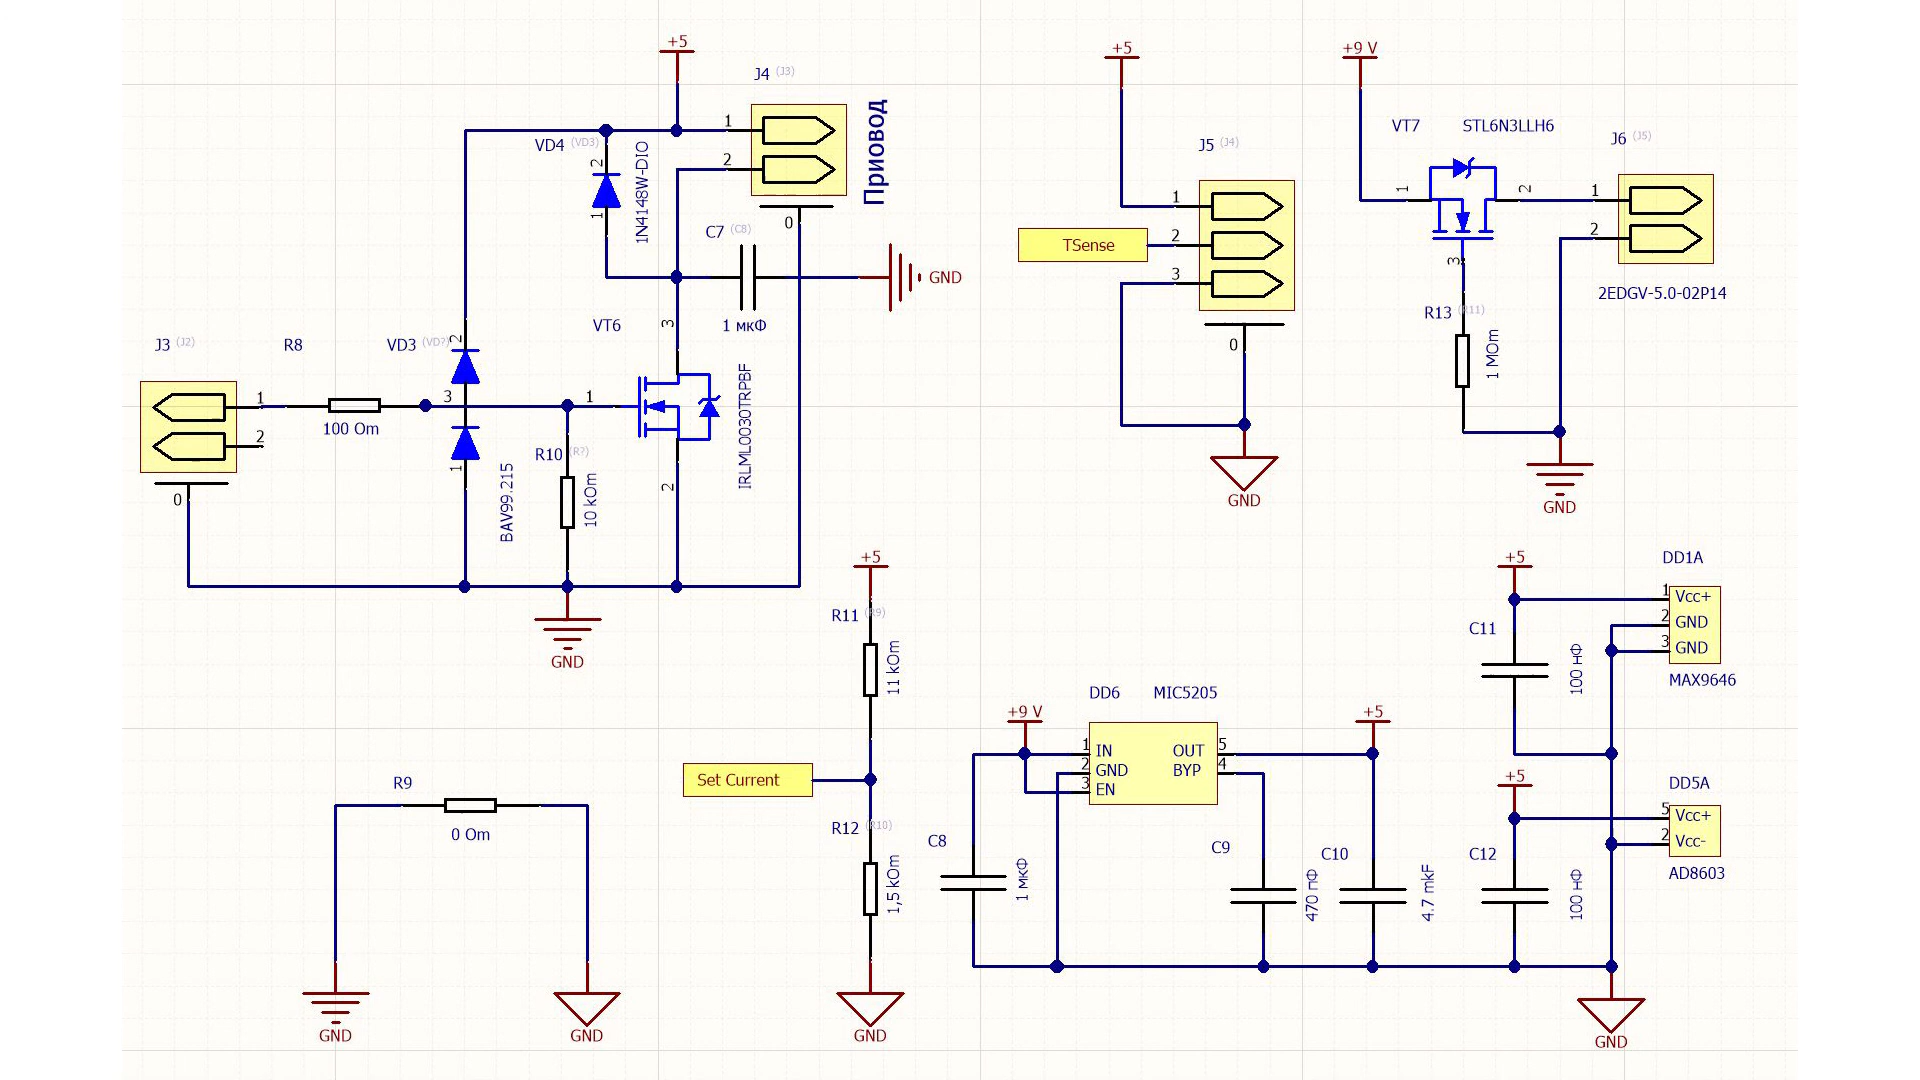 +5
J4 (J3)
1
2
0
Приовод
VD4 (VD3)
2
1
1N4148W-DIO
C7 (C8)
1 мкФ
GND
J3 (J2)
1
2
0
R8
100 Om
VD3 (VD?)
2
3
1
BAV99.215
R10 (R?)
10 kOm
VT6
1
3
2
IRLML0030TRPBF
GND
+5
J5 (J4)
1
2
3
0
TSense
GND
+9 V
VT7
STL6N3LLH6
1
2
3
J6 (J5)
1
2
2EDGV-5.0-02P14
R13 (R11)
1 MOm
GND
R9
0 Om
GND
GND
+5
R11 (R9)
11 kOm
Set Current
R12 (R10)
1,5 kOm
GND
+9 V
DD6
MIC5205
1 IN
2 GND
3 EN
OUT 5
BYP 4
+5
C8
1 мкФ
C9
470 пФ
C10
4.7 mkF
+5
C11
100 нФ
DD1A
1 Vcc+
2 GND
3 GND
MAX9646
+5
C12
100 нФ
DD5A
5 Vcc+
2 Vcc-
AD8603
GND